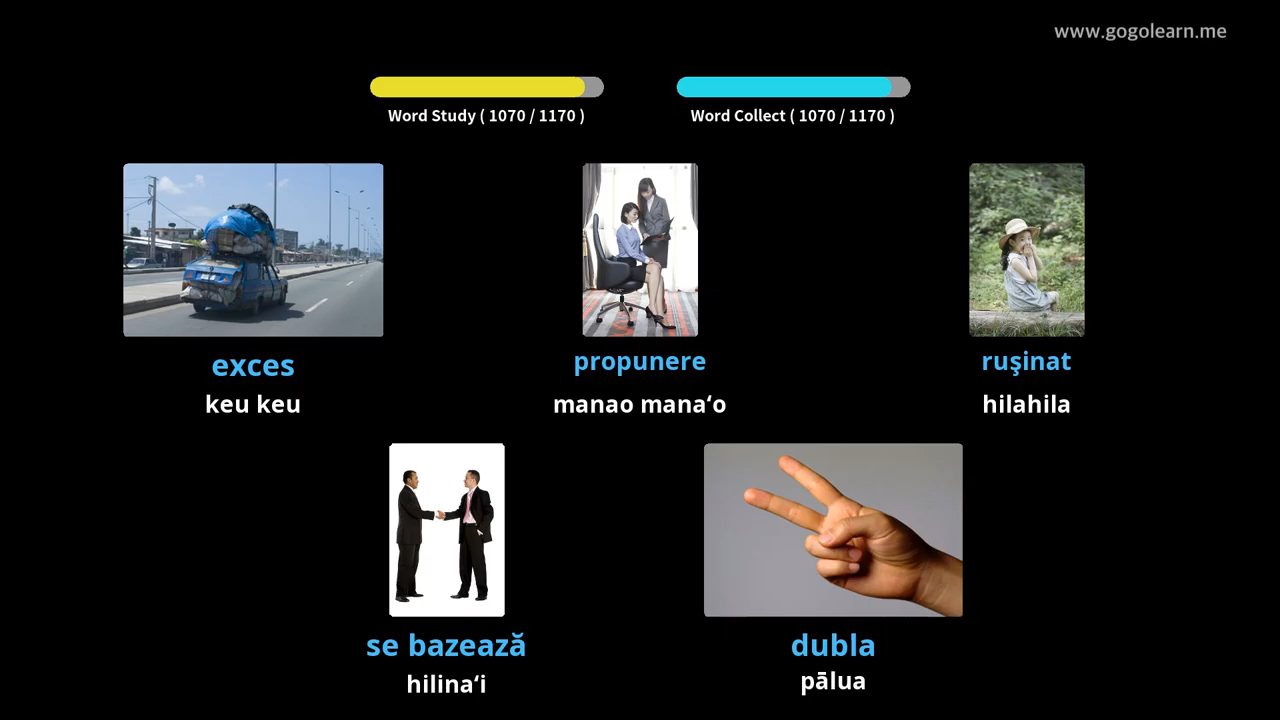 www.gogolearn.me
Word Study ( 1070 / 1170 )
Word Collect ( 1070 / 1170 )
exces
propunere
ruşinat
keu keu
manao manaʻo
hilahila
se bazează
dubla
hilinaʻi
pālua